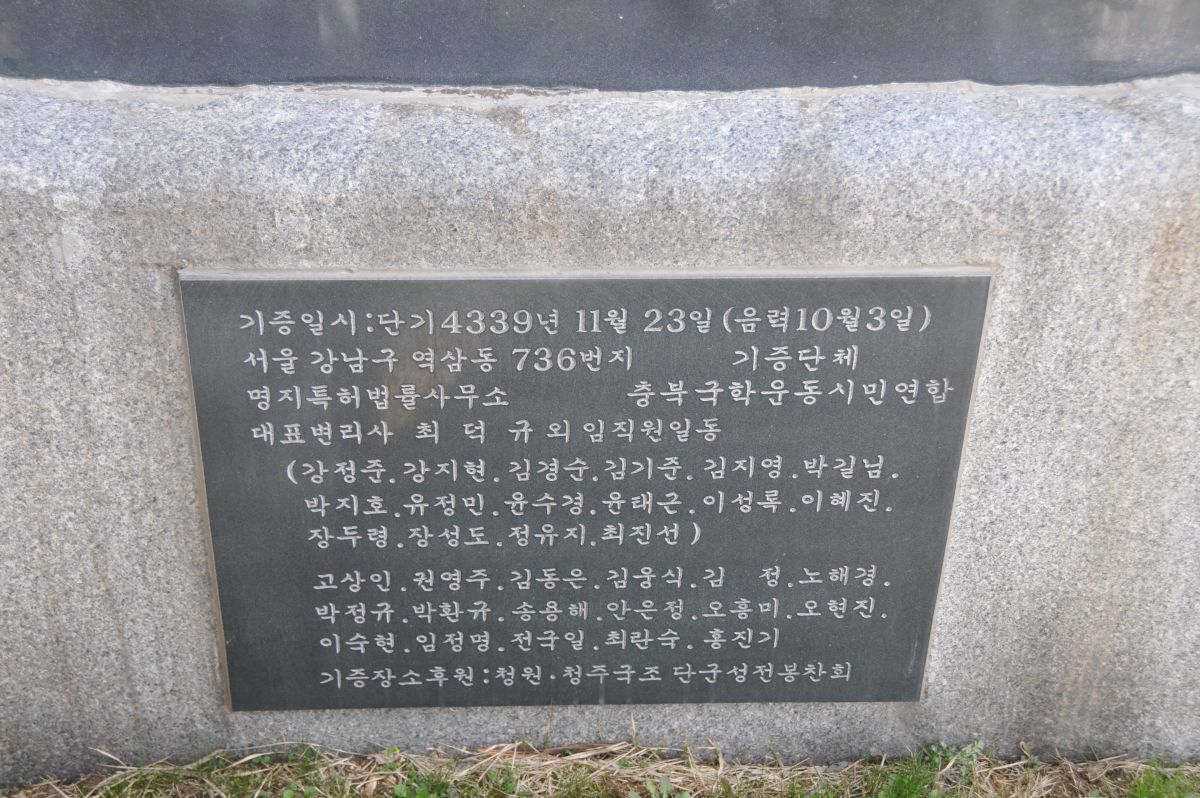 기증일시:단기4339년 11월 23일(음력10월3일)
서울 강남구 역삼동 736번지 기증단체
명지특허법률사무소 충북국학운동시민연합
대표변리사 최 덕 규 외 임직원일동
(강정준.강지현.김경순.김기준.김지영.박길님.
박지호.유정민.윤수경.윤태근.이성록.이혜진.
장두령.장성도.정유지.최진선)
고상인.권영주.김동은.김웅식.김 정.노해경.
박정규.박환규.송용해.안은정.오흥미.오현진.
이숙현.임정명.전국일.최란숙.홍진기
기증장소후원:청원·청주국조 단군성전봉찬회